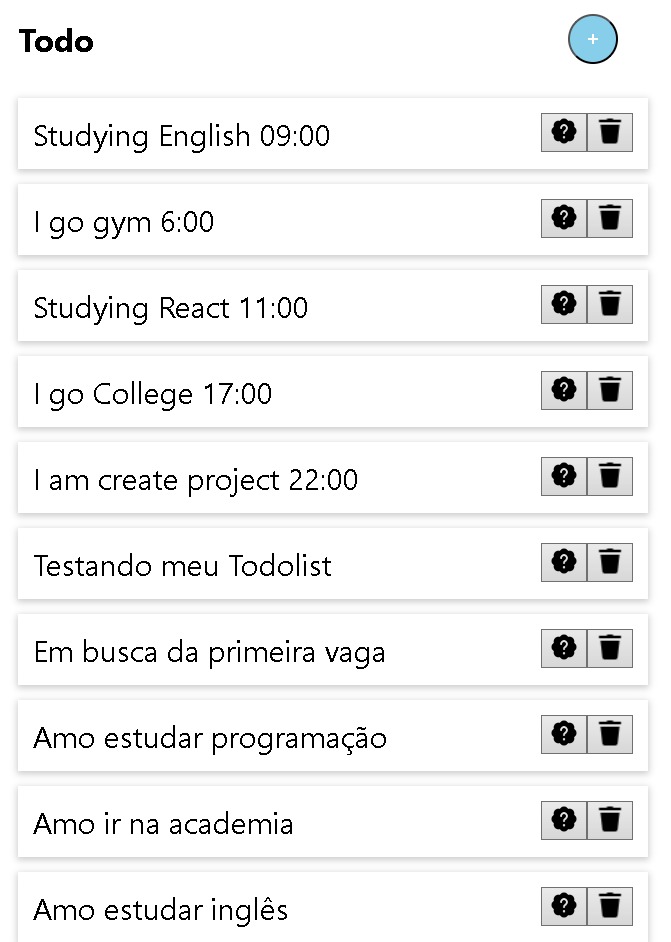 Todo
+
Studying English 09:00
I go gym 6:00
Studying React 11:00
I go College 17:00
I am create project 22:00
Testando meu Todolist
Em busca da primeira vaga
Amo estudar programação
Amo ir na academia
Amo estudar inglês